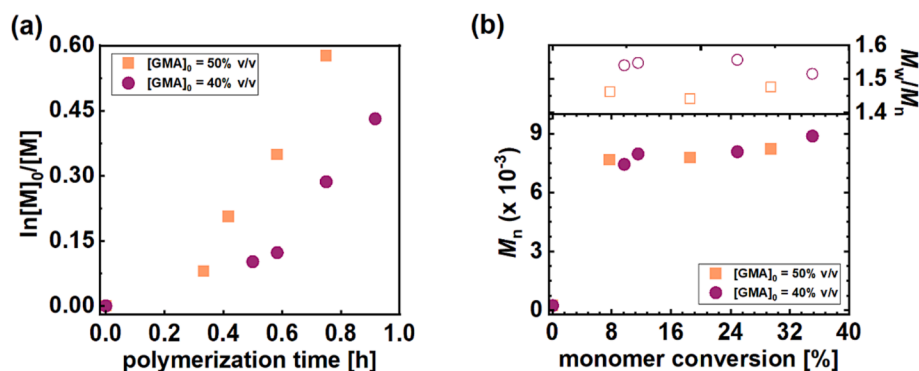 (a)
0.60
0.45
0.30
0.15
0.00
ln[M]₀/[M]
[GMA]₀ = 50% v/v
[GMA]₀ = 40% v/v
0.0 0.2 0.4 0.6 0.8 1.0
polymerization time [h]
(b)
1.6
1.5
1.4
Mw/Mn
9
6
3
0
Mn (x 10⁻³)
[GMA]₀ = 50% v/v
[GMA]₀ = 40% v/v
0 8 16 24 32 40
monomer conversion [%]